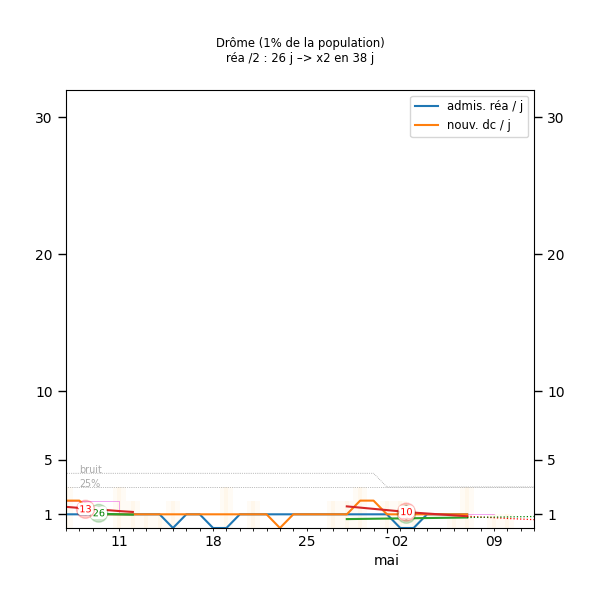 Drôme (1% de la population)
réa /2 : 26 j –> x2 en 38 j
admis. réa / j
nouv. dc / j
30 30
20 20
10 10
5 5
bruit
25%
13 26 10
1 1
11 18 25 02 09
mai